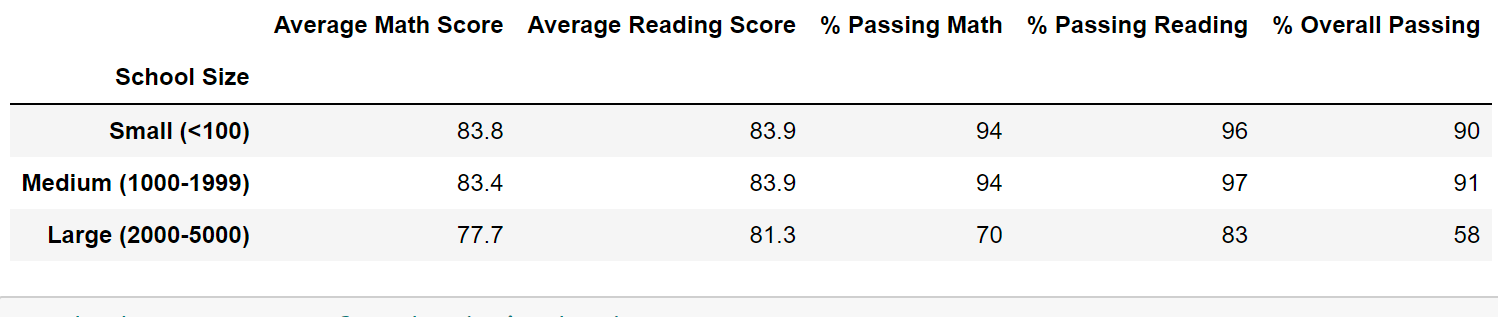 Average Math Score Average Reading Score % Passing Math % Passing Reading % Overall Passing
School Size
Small (<100) 83.8 83.9 94 96 90
Medium (1000-1999) 83.4 83.9 94 97 91
Large (2000-5000) 77.7 81.3 70 83 58